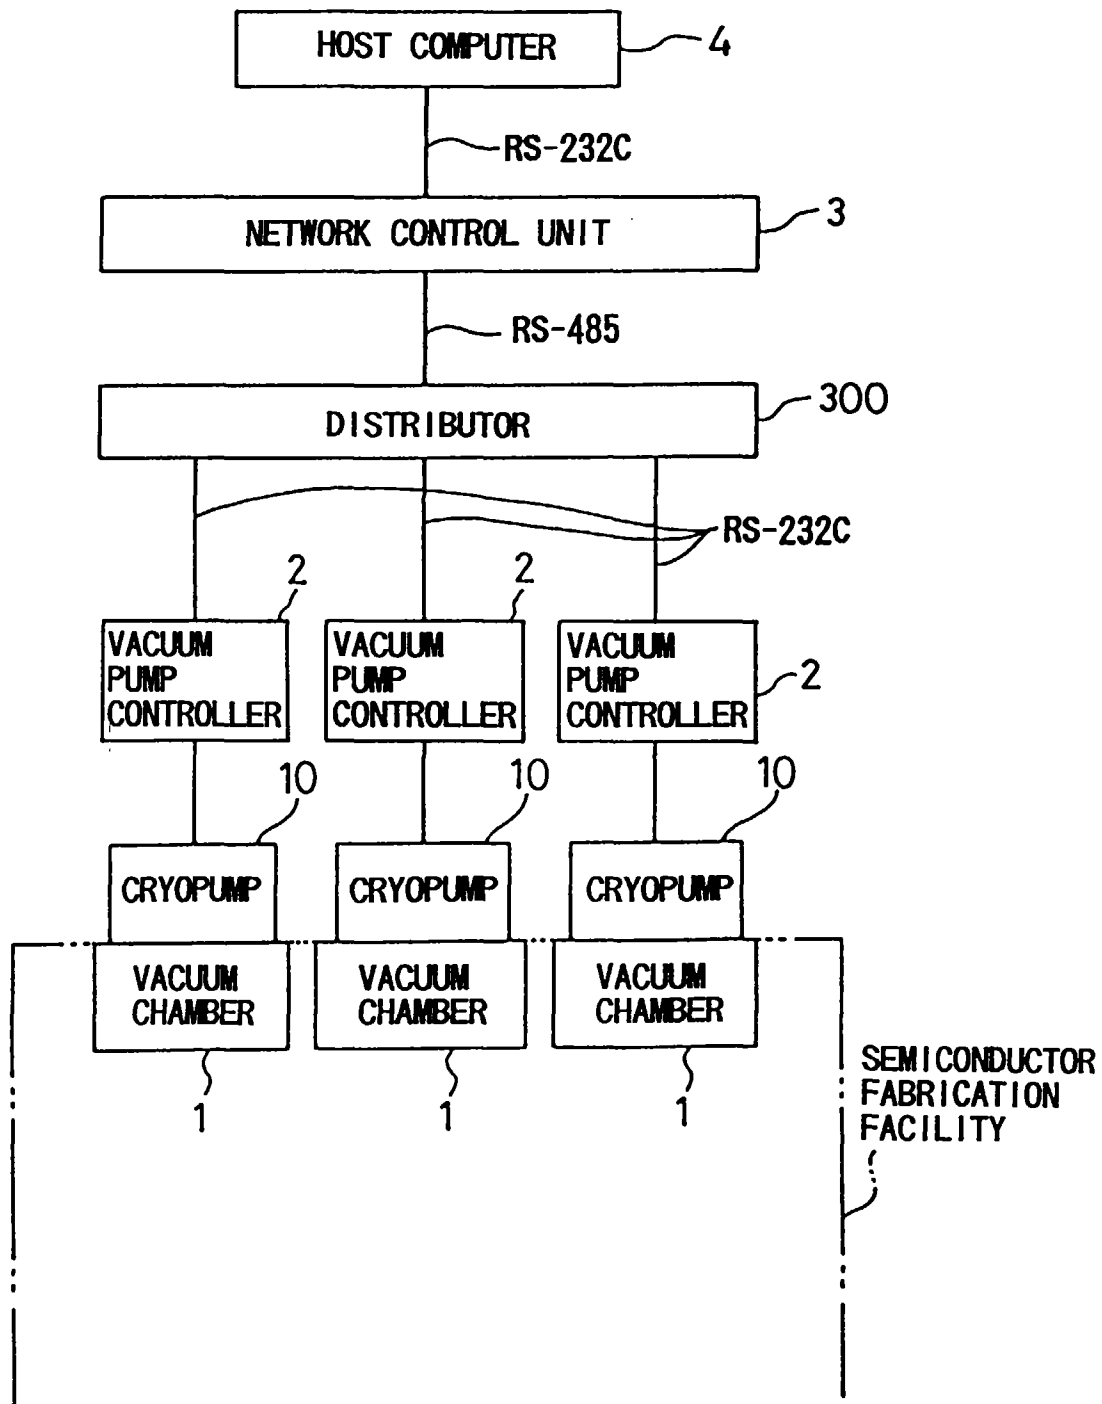 HOST COMPUTER
4
RS-232C
NETWORK CONTROL UNIT
3
RS-485
DISTRIBUTOR
300
RS-232C
2
2
2
VACUUM
PUMP
CONTROLLER
VACUUM
PUMP
CONTROLLER
VACUUM
PUMP
CONTROLLER
10
10
10
CRYOPUMP
CRYOPUMP
CRYOPUMP
VACUUM
CHAMBER
VACUUM
CHAMBER
VACUUM
CHAMBER
1
1
1
SEMICONDUCTOR
FABRICATION
FACILITY